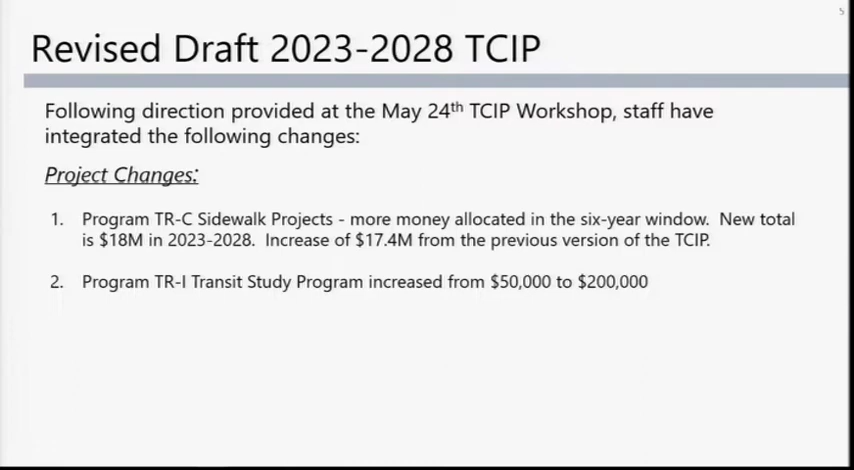 5
Revised Draft 2023-2028 TCIP
Following direction provided at the May 24th TCIP Workshop, staff have
integrated the following changes:
Project Changes:
1. Program TR-C Sidewalk Projects - more money allocated in the six-year window. New total
is $18M in 2023-2028. Increase of $17.4M from the previous version of the TCIP.
2. Program TR-I Transit Study Program increased from $50,000 to $200,000